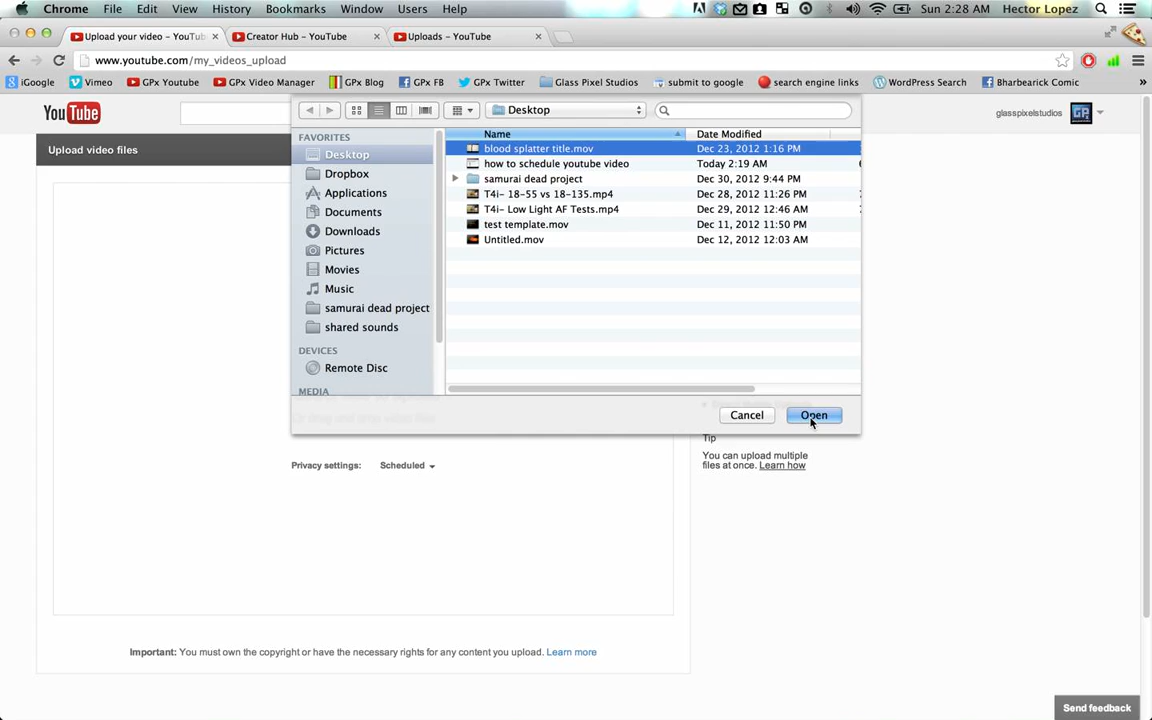 Chrome File Edit View History Bookmarks Window Users Help Sun 2:28 AM Hector Lopez
Upload your video – YouTub × Creator Hub – YouTube × Uploads – YouTube ×
www.youtube.com/my_videos_upload
iGoogle Vimeo GPx Youtube GPx Video Manager GPx Blog GPx FB GPx Twitter Glass Pixel Studios submit to google search engine links WordPress Search Bharbearick Comic »
YouTube Desktop glasspixelstudios GP
Upload video files
FAVORITES
Desktop
Dropbox
Applications
Documents
Downloads
Pictures
Movies
Music
samurai dead project
shared sounds
DEVICES
Remote Disc
MEDIA
Name Date Modified
blood splatter title.mov Dec 23, 2012 1:16 PM
how to schedule youtube video Today 2:19 AM
samurai dead project Dec 30, 2012 9:44 PM
T4i- 18-55 vs 18-135.mp4 Dec 28, 2012 11:26 PM
T4i- Low Light AF Tests.mp4 Dec 29, 2012 12:46 AM
test template.mov Dec 11, 2012 11:50 PM
Untitled.mov Dec 12, 2012 12:03 AM
Cancel Open
Privacy settings: Scheduled
Tip
You can upload multiple
files at once. Learn how
Important: You must own the copyright or have the necessary rights for any content you upload. Learn more
Send feedback